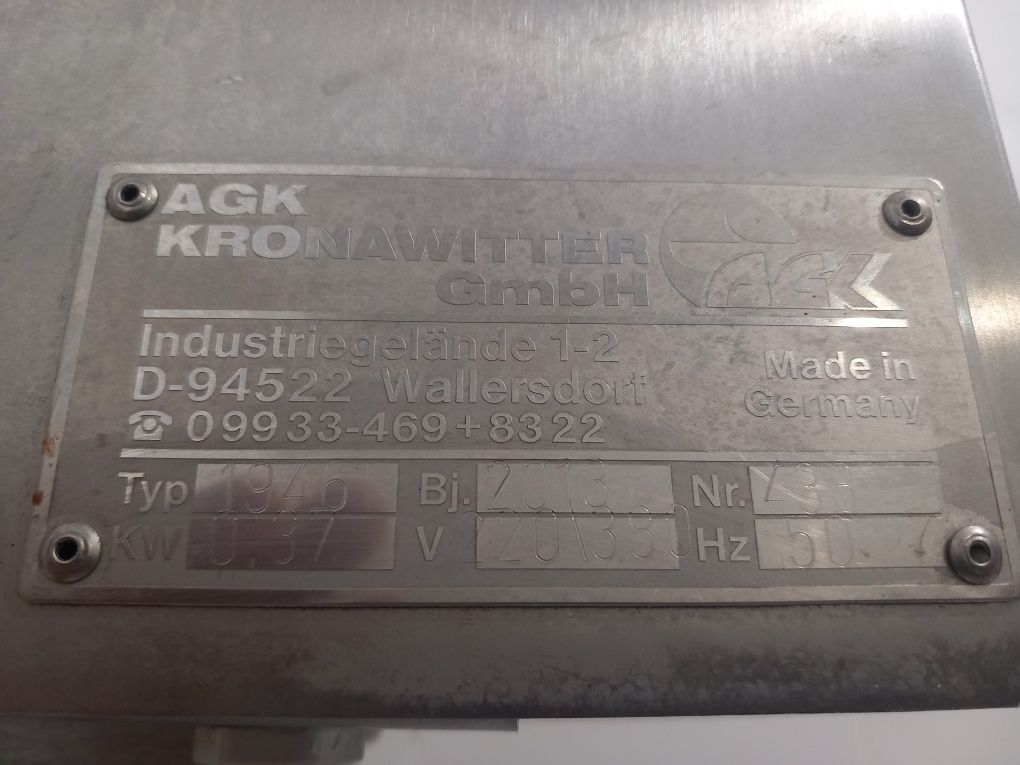 AGK
KRONAWITTER
GmbH
AGK
Industriegelände 1-2
D-94522 Wallersdorf
☎ 09933-469+8322
Made in
Germany
Typ 1946 Bj. 2013 Nr.
KW 0,37 V 220\380 Hz 50